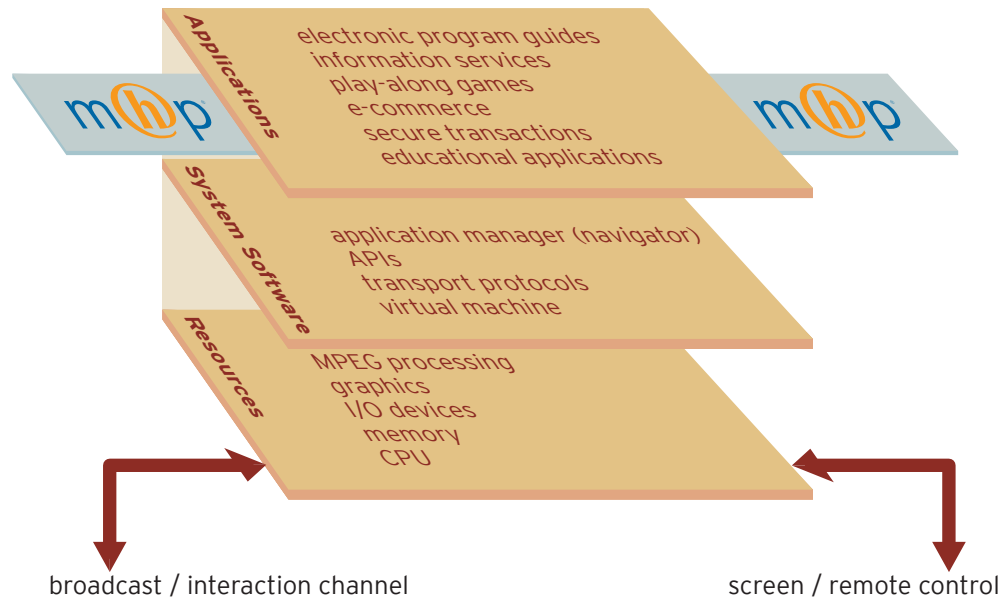 Applications
electronic program guides
information services
play-along games
e-commerce
secure transactions
educational applications
mhp
mhp
System Software
application manager (navigator)
APIs
transport protocols
virtual machine
Resources
MPEG processing
graphics
I/O devices
memory
CPU
broadcast / interaction channel
screen / remote control